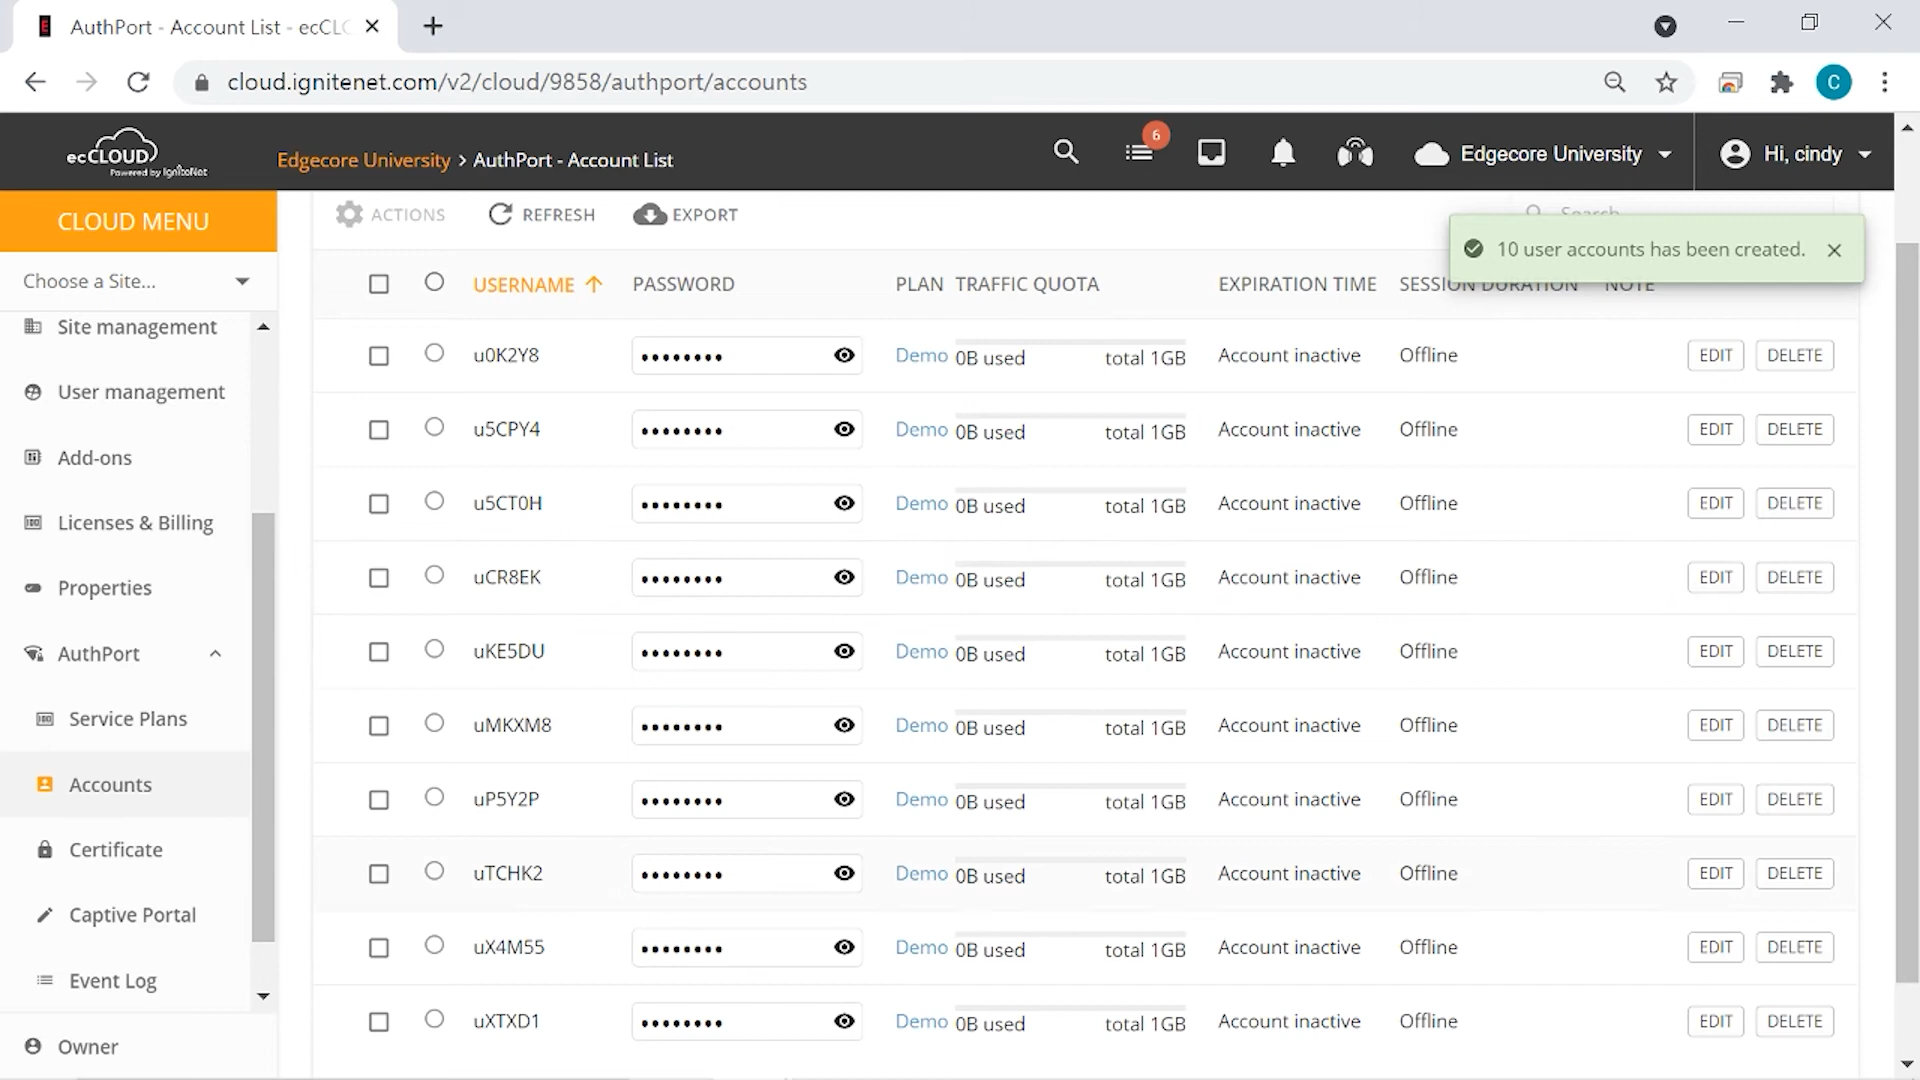 AuthPort - Account List - ecCLO
cloud.ignitenet.com/v2/cloud/9858/authport/accounts
C
ecCLOUD
Powered by IgniteNet
Edgecore University > AuthPort - Account List
6
Edgecore University
Hi, cindy
CLOUD MENU
Choose a Site...
Site management
User management
Add-ons
Licenses & Billing
Properties
AuthPort
Service Plans
Accounts
Certificate
Captive Portal
Event Log
Owner
ACTIONS REFRESH EXPORT
Search
10 user accounts has been created.
USERNAME PASSWORD PLAN TRAFFIC QUOTA EXPIRATION TIME SESSION DURATION NOTE
u0K2Y8 •••••••• Demo 0B used total 1GB Account inactive Offline EDIT DELETE
u5CPY4 •••••••• Demo 0B used total 1GB Account inactive Offline EDIT DELETE
u5CT0H •••••••• Demo 0B used total 1GB Account inactive Offline EDIT DELETE
uCR8EK •••••••• Demo 0B used total 1GB Account inactive Offline EDIT DELETE
uKE5DU •••••••• Demo 0B used total 1GB Account inactive Offline EDIT DELETE
uMKXM8 •••••••• Demo 0B used total 1GB Account inactive Offline EDIT DELETE
uP5Y2P •••••••• Demo 0B used total 1GB Account inactive Offline EDIT DELETE
uTCHK2 •••••••• Demo 0B used total 1GB Account inactive Offline EDIT DELETE
uX4M55 •••••••• Demo 0B used total 1GB Account inactive Offline EDIT DELETE
uXTXD1 •••••••• Demo 0B used total 1GB Account inactive Offline EDIT DELETE